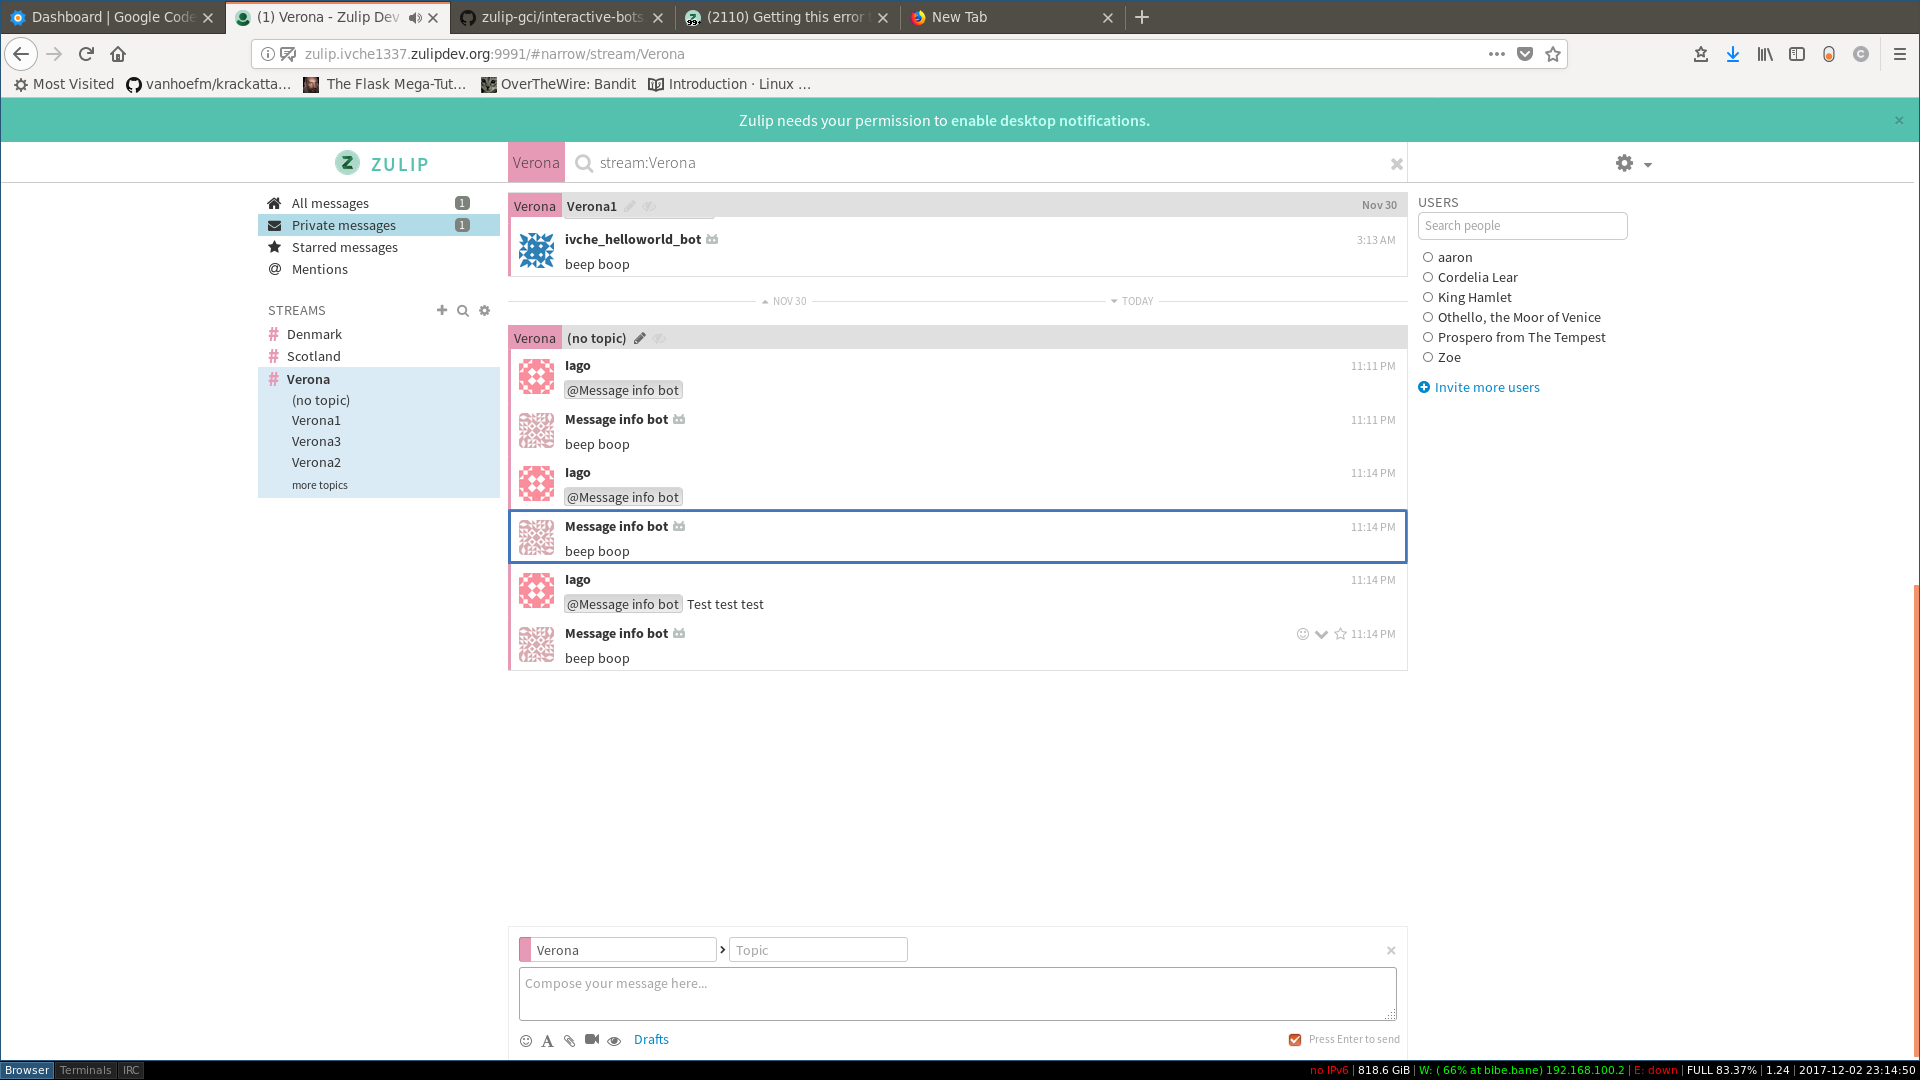 Dashboard | Google Code
(1) Verona - Zulip Dev
zulip-gci/interactive-bots
(2110) Getting this error
New Tab
zulip.ivche1337.zulipdev.org:9991/#narrow/stream/Verona
Most Visited
vanhoefm/krackatta...
The Flask Mega-Tut...
OverTheWire: Bandit
Introduction · Linux ...
Zulip needs your permission to enable desktop notifications.
ZULIP
Verona
stream:Verona
All messages 1
Private messages 1
Starred messages
Mentions
STREAMS
# Denmark
# Scotland
# Verona
(no topic)
Verona1
Verona3
Verona2
more topics
Verona Verona1 Nov 30
ivche_helloworld_bot 3:13 AM
beep boop
NOV 30 TODAY
Verona (no topic)
Iago 11:11 PM
@Message info bot
Message info bot 11:11 PM
beep boop
Iago 11:14 PM
@Message info bot
Message info bot 11:14 PM
beep boop
Iago 11:14 PM
@Message info bot Test test test
Message info bot 11:14 PM
beep boop
USERS
Search people
aaron
Cordelia Lear
King Hamlet
Othello, the Moor of Venice
Prospero from The Tempest
Zoe
Invite more users
Verona > Topic
Compose your message here...
Drafts
Press Enter to send
Browser Terminals IRC
no IPv6 | 818.6 GiB | W: ( 66% at bibe.bane) 192.168.100.2 | E: down | FULL 83.37% | 1.24 | 2017-12-02 23:14:50